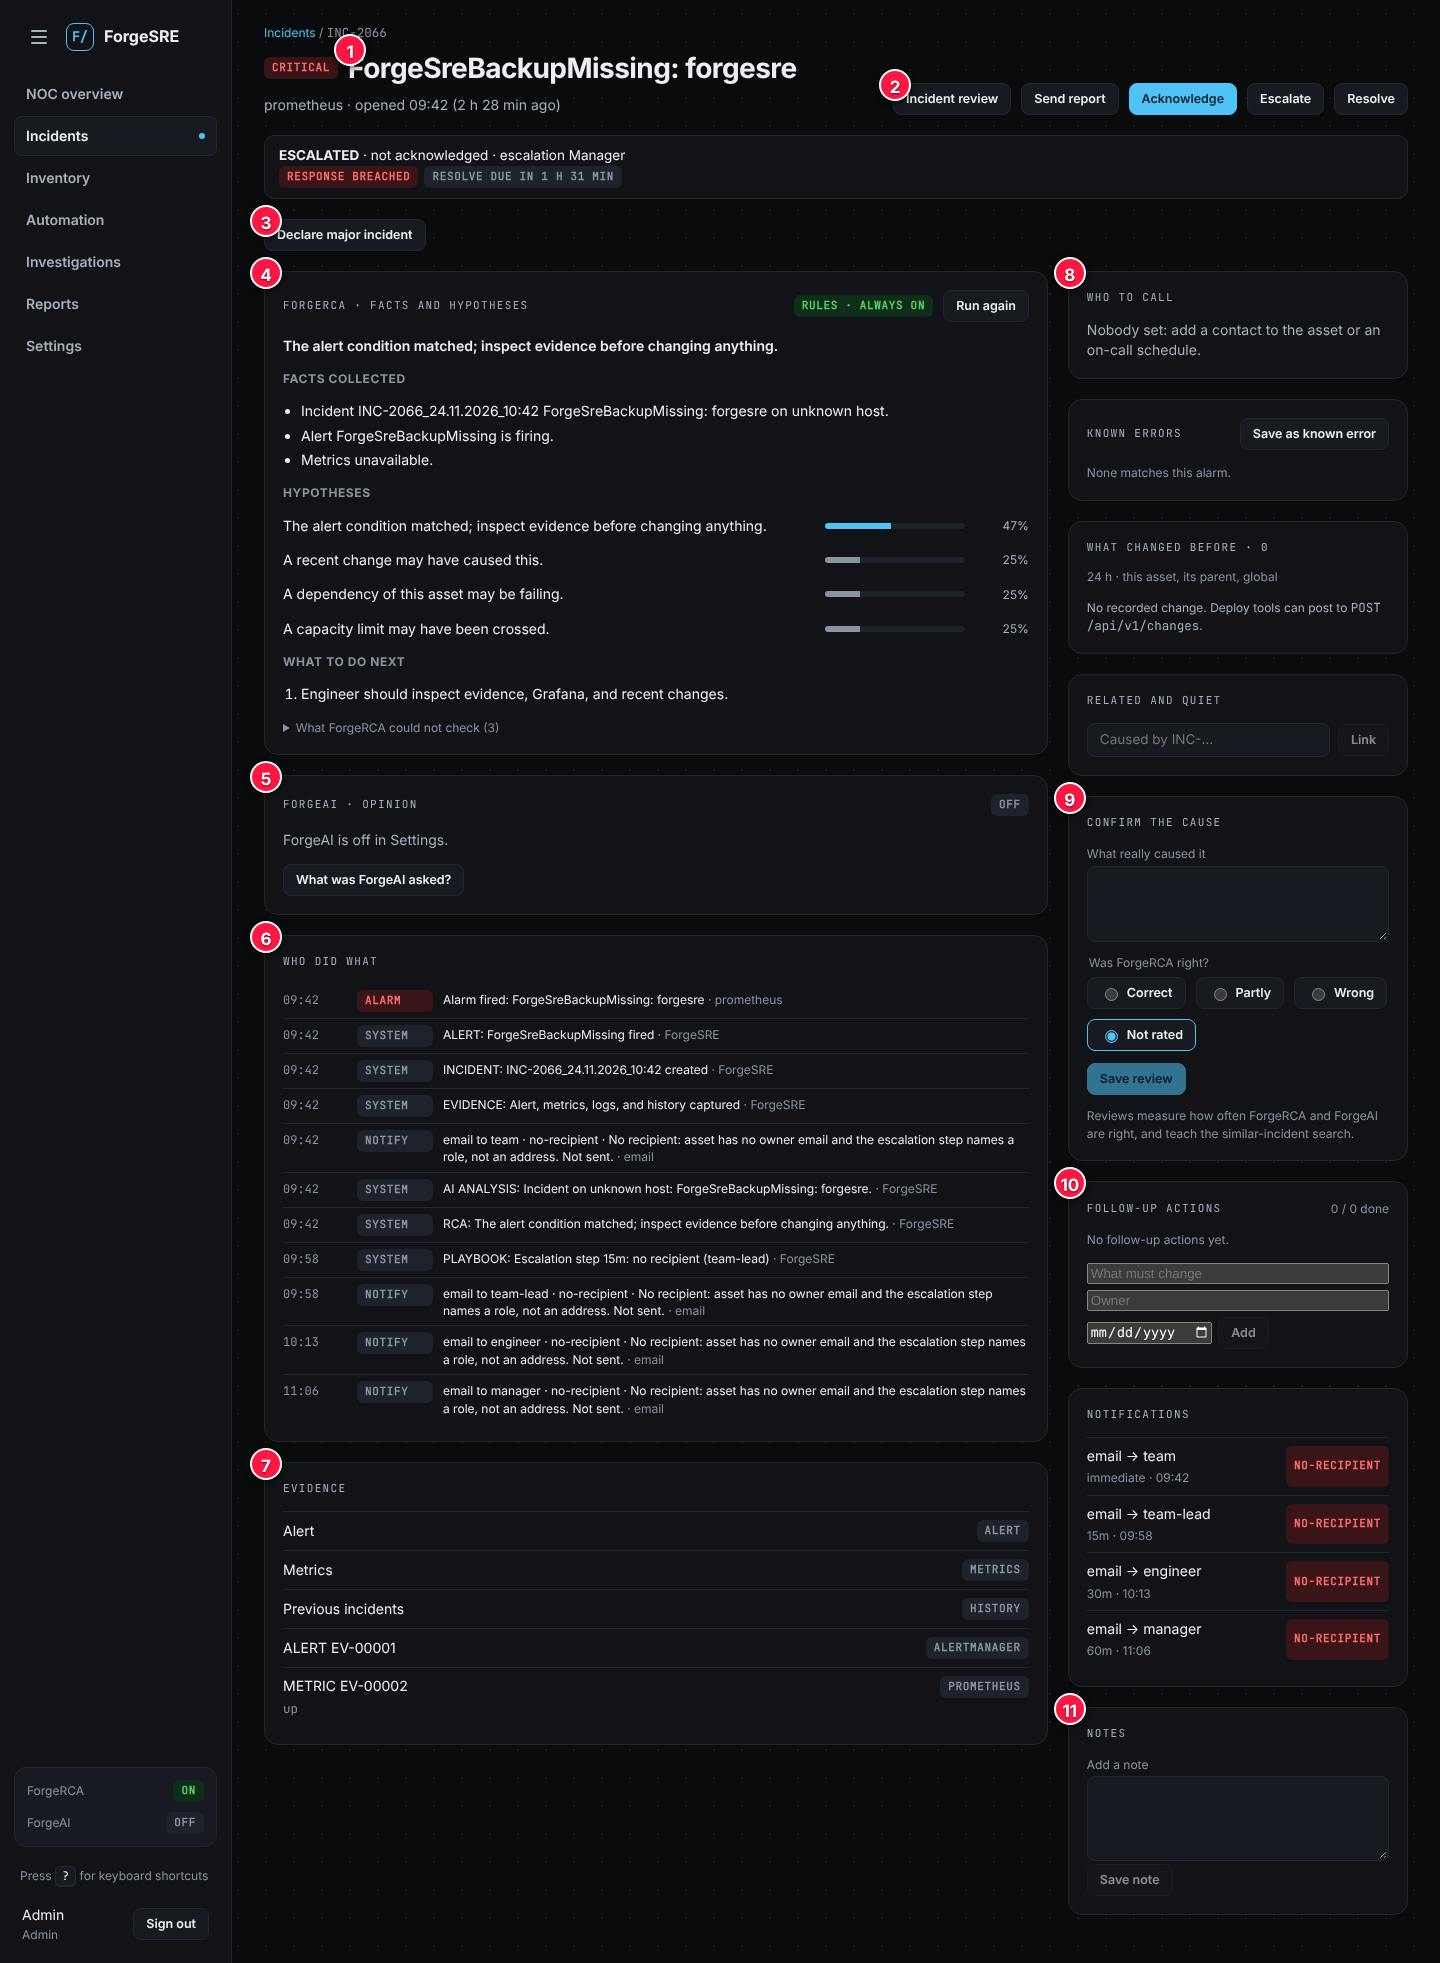 F/ ForgeSRE
NOC overview
Incidents
Inventory
Automation
Investigations
Reports
Settings
ForgeRCA ON
ForgeAI OFF
Press ? for keyboard shortcuts
Admin
Admin
Sign out
Incidents / INC-2066
1
CRITICAL ForgeSreBackupMissing: forgesre
prometheus · opened 09:42 (2 h 28 min ago)
2
Incident review Send report Acknowledge Escalate Resolve
ESCALATED · not acknowledged · escalation Manager
RESPONSE BREACHED RESOLVE DUE IN 1 H 31 MIN
3
Declare major incident
4
FORGERCA · FACTS AND HYPOTHESES RULES · ALWAYS ON Run again
The alert condition matched; inspect evidence before changing anything.
FACTS COLLECTED
• Incident INC-2066_24.11.2026_10:42 ForgeSreBackupMissing: forgesre on unknown host.
• Alert ForgeSreBackupMissing is firing.
• Metrics unavailable.
HYPOTHESES
The alert condition matched; inspect evidence before changing anything. 47%
A recent change may have caused this. 25%
A dependency of this asset may be failing. 25%
A capacity limit may have been crossed. 25%
WHAT TO DO NEXT
1. Engineer should inspect evidence, Grafana, and recent changes.
▶ What ForgeRCA could not check (3)
5
FORGEAI · OPINION OFF
ForgeAI is off in Settings.
What was ForgeAI asked?
6
WHO DID WHAT
09:42 ALARM Alarm fired: ForgeSreBackupMissing: forgesre · prometheus
09:42 SYSTEM ALERT: ForgeSreBackupMissing fired · ForgeSRE
09:42 SYSTEM INCIDENT: INC-2066_24.11.2026_10:42 created · ForgeSRE
09:42 SYSTEM EVIDENCE: Alert, metrics, logs, and history captured · ForgeSRE
09:42 NOTIFY email to team · no-recipient · No recipient: asset has no owner email and the escalation step names a
role, not an address. Not sent. · email
09:42 SYSTEM AI ANALYSIS: Incident on unknown host: ForgeSreBackupMissing: forgesre. · ForgeSRE
09:42 SYSTEM RCA: The alert condition matched; inspect evidence before changing anything. · ForgeSRE
09:58 SYSTEM PLAYBOOK: Escalation step 15m: no recipient (team-lead) · ForgeSRE
09:58 NOTIFY email to team-lead · no-recipient · No recipient: asset has no owner email and the escalation step
names a role, not an address. Not sent. · email
10:13 NOTIFY email to engineer · no-recipient · No recipient: asset has no owner email and the escalation step names
a role, not an address. Not sent. · email
11:06 NOTIFY email to manager · no-recipient · No recipient: asset has no owner email and the escalation step names
a role, not an address. Not sent. · email
7
EVIDENCE
Alert ALERT
Metrics METRICS
Previous incidents HISTORY
ALERT EV-00001 ALERTMANAGER
METRIC EV-00002 PROMETHEUS
up
8
WHO TO CALL
Nobody set: add a contact to the asset or an
on-call schedule.
KNOWN ERRORS Save as known error
None matches this alarm.
WHAT CHANGED BEFORE · 0
24 h · this asset, its parent, global
No recorded change. Deploy tools can post to POST
/api/v1/changes.
RELATED AND QUIET
Caused by INC-... Link
9
CONFIRM THE CAUSE
What really caused it
Was ForgeRCA right?
Correct Partly Wrong
Not rated
Save review
Reviews measure how often ForgeRCA and ForgeAI
are right, and teach the similar-incident search.
10
FOLLOW-UP ACTIONS 0 / 0 done
No follow-up actions yet.
What must change
Owner
mm/dd/yyyy Add
NOTIFICATIONS
email → team NO-RECIPIENT
immediate · 09:42
email → team-lead NO-RECIPIENT
15m · 09:58
email → engineer NO-RECIPIENT
30m · 10:13
email → manager NO-RECIPIENT
60m · 11:06
11
NOTES
Add a note
Save note